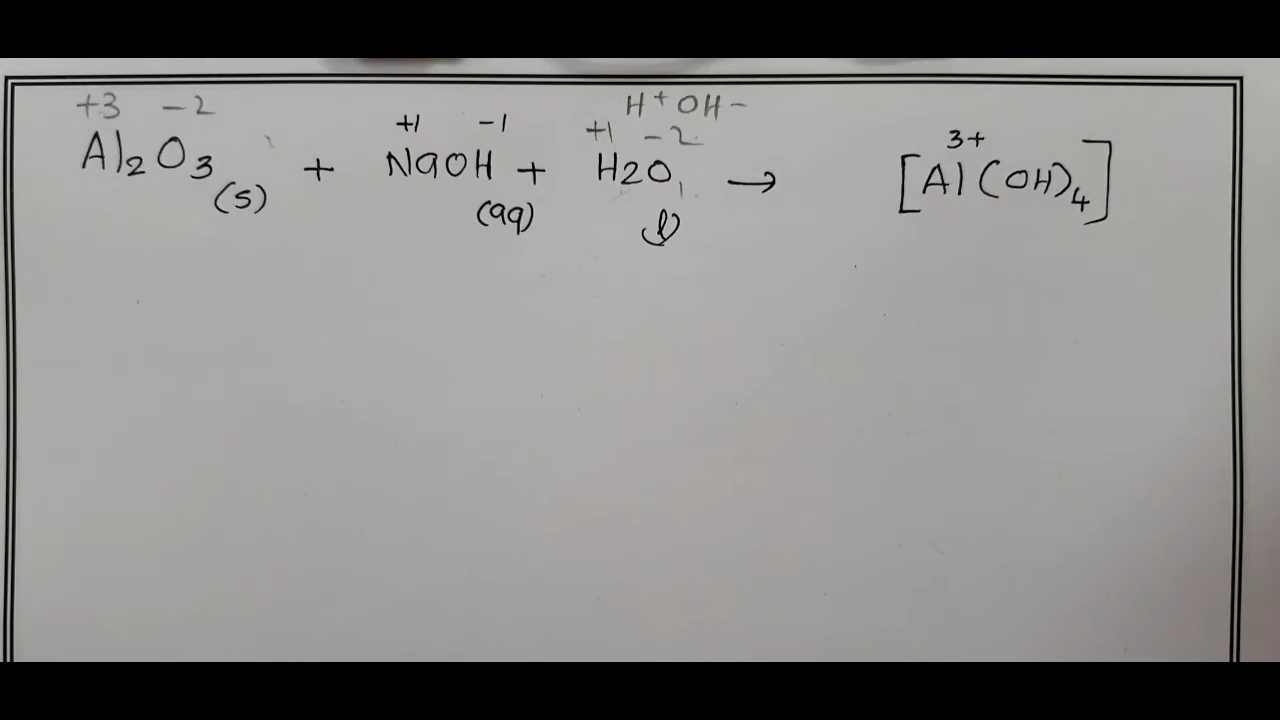 H+ OH-
+3 -2 +1 -1 +1 -2 3+
Al2O3 + NaOH + H2O → [Al(OH)4]
(s) (aq) (l)